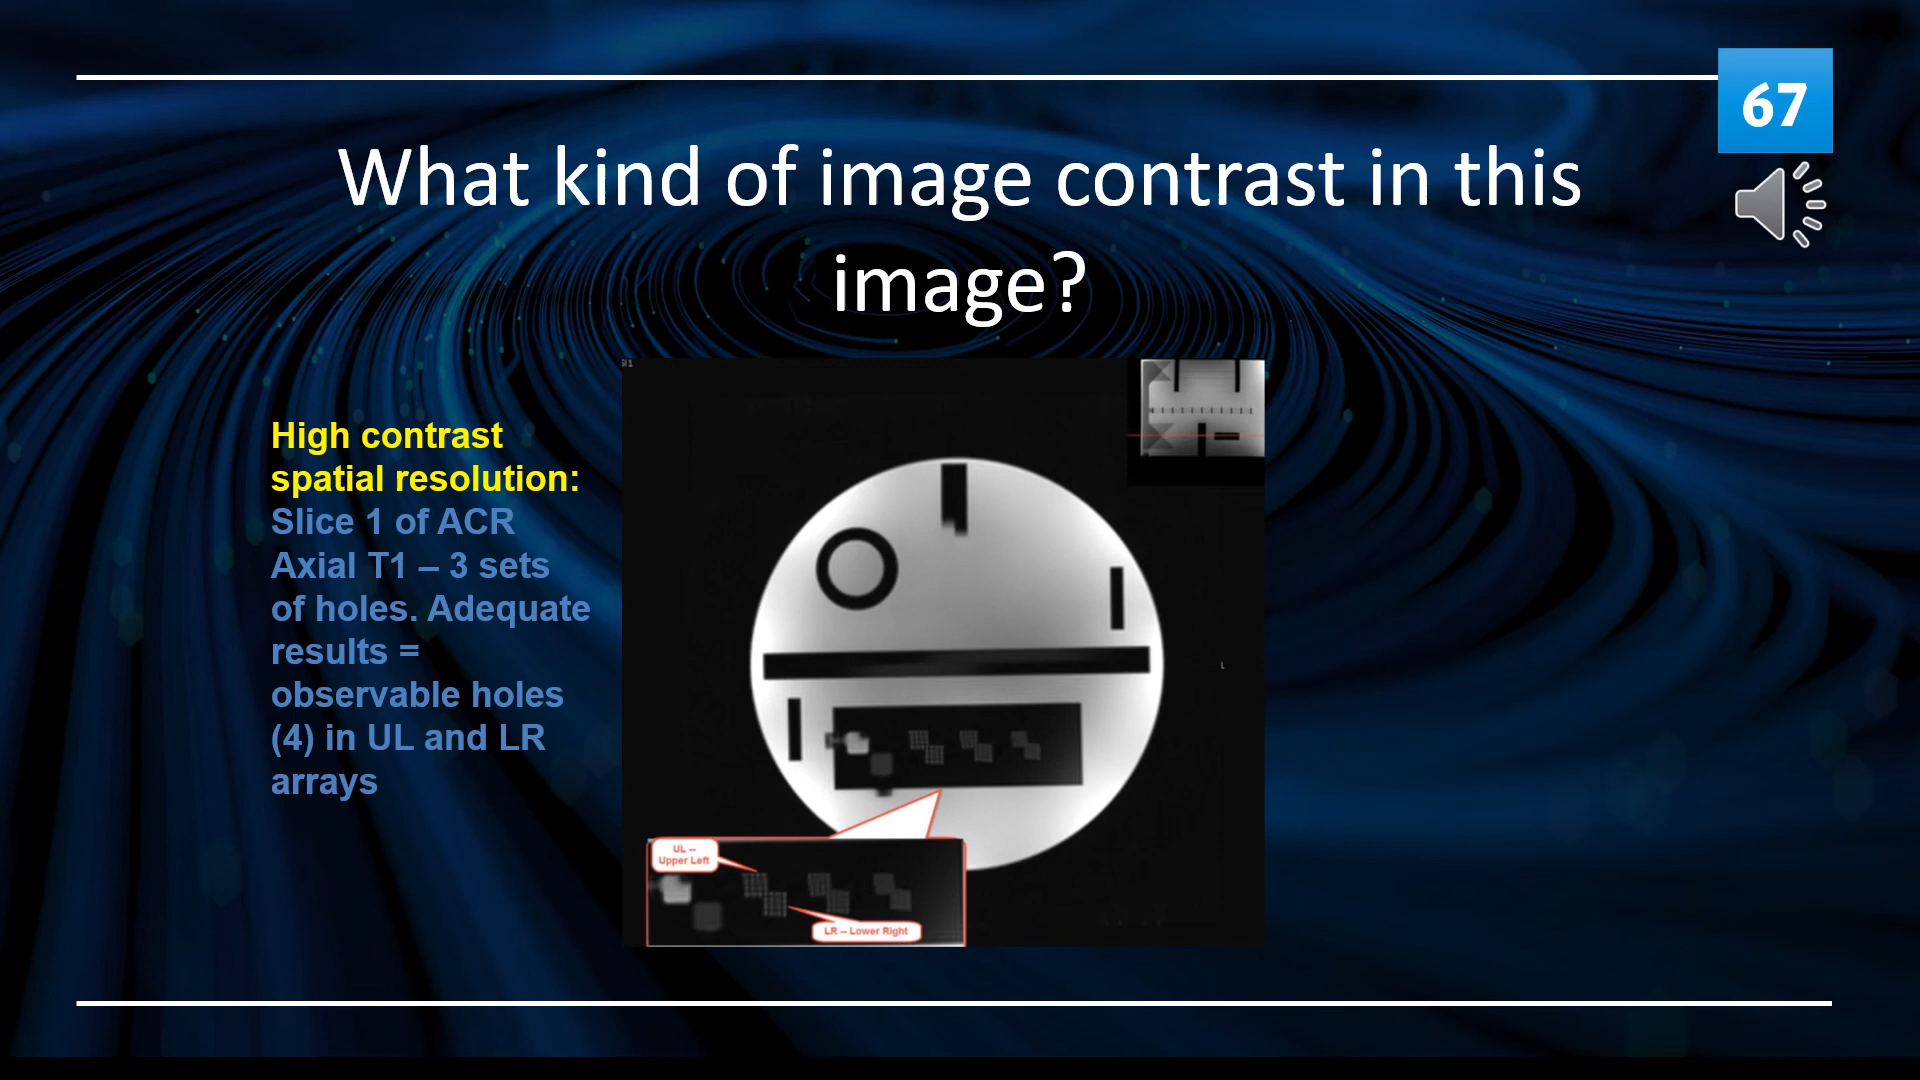 67
What kind of image contrast in this
image?
High contrast
spatial resolution:
Slice 1 of ACR
Axial T1 – 3 sets
of holes. Adequate
results =
observable holes
(4) in UL and LR
arrays
L
UL --
Upper Left
LR -- Lower Right